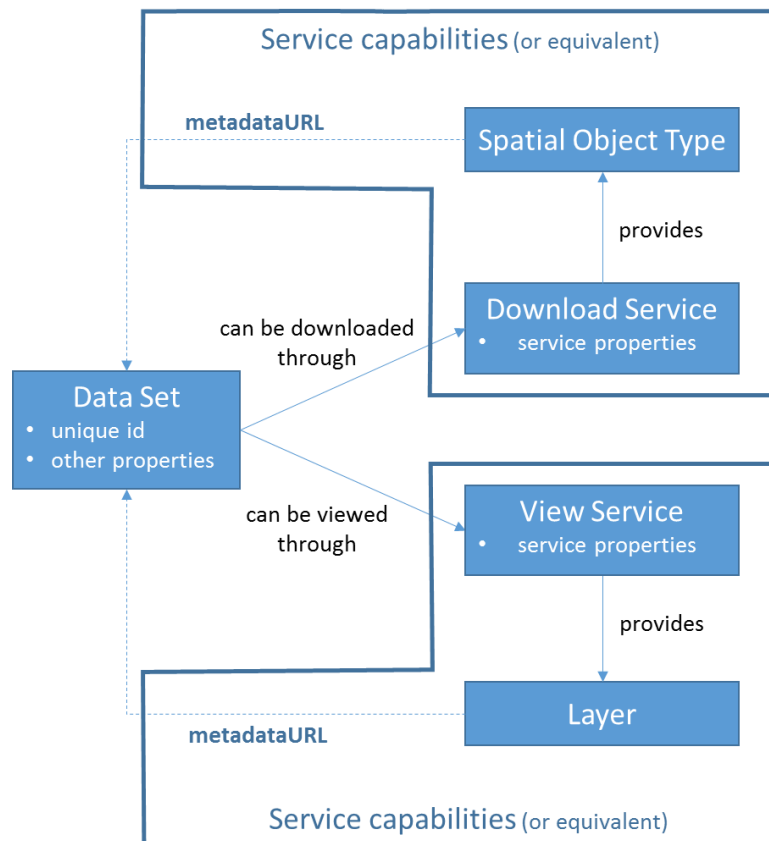 Service capabilities (or equivalent)
metadataURL
Spatial Object Type
provides
Download Service
• service properties
can be downloaded
through
Data Set
• unique id
• other properties
can be viewed
through
View Service
• service properties
provides
Layer
metadataURL
Service capabilities (or equivalent)